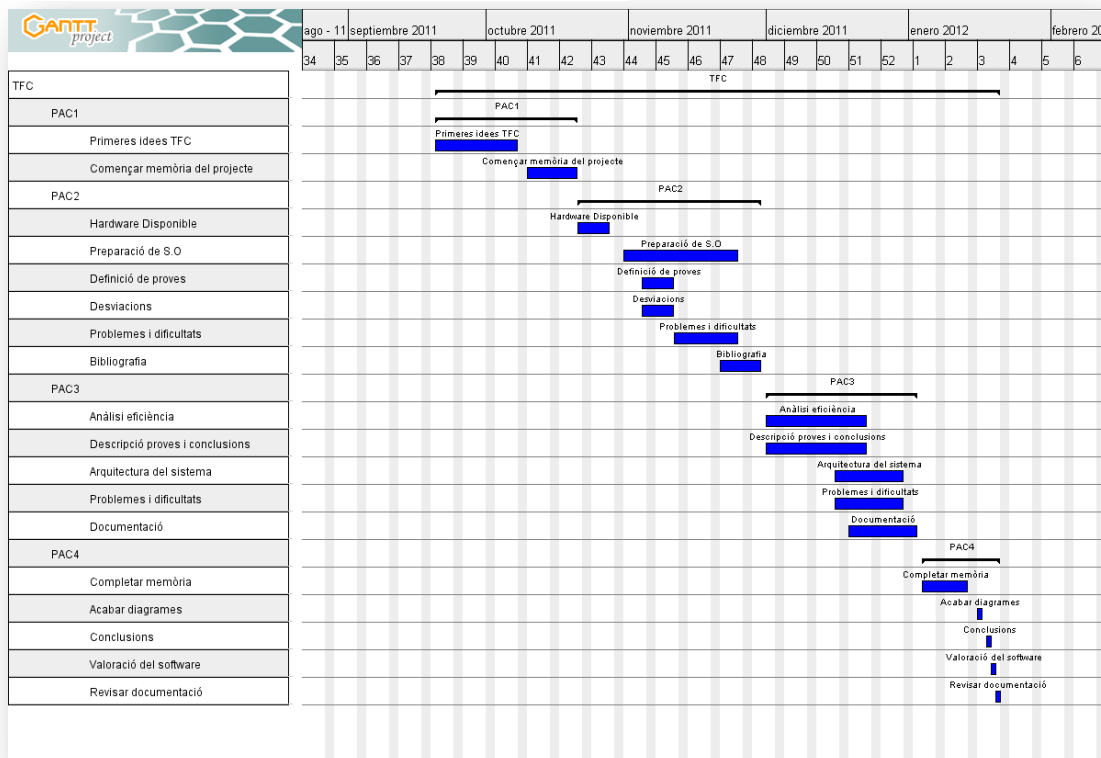 GANTT
project
ago - 11 septiembre 2011 octubre 2011 noviembre 2011 diciembre 2011 enero 2012 febrero 20
34 35 36 37 38 39 40 41 42 43 44 45 46 47 48 49 50 51 52 1 2 3 4 5 6
TFC TFC
PAC1 PAC1
Primeres idees TFC Primeres idees TFC
Començar memòria del projecte Començar memòria del projecte
PAC2 PAC2
Hardware Disponible Hardware Disponible
Preparació de S.O Preparació de S.O
Definició de proves Definició de proves
Desviacions Desviacions
Problemes i dificultats Problemes i dificultats
Bibliografia Bibliografia
PAC3 PAC3
Anàlisi eficiència Anàlisi eficiència
Descripció proves i conclusions Descripció proves i conclusions
Arquitectura del sistema Arquitectura del sistema
Problemes i dificultats Problemes i dificultats
Documentació Documentació
PAC4 PAC4
Completar memòria Completar memòria
Acabar diagrames Acabar diagrames
Conclusions Conclusions
Valoració del software Valoració del software
Revisar documentació Revisar documentació